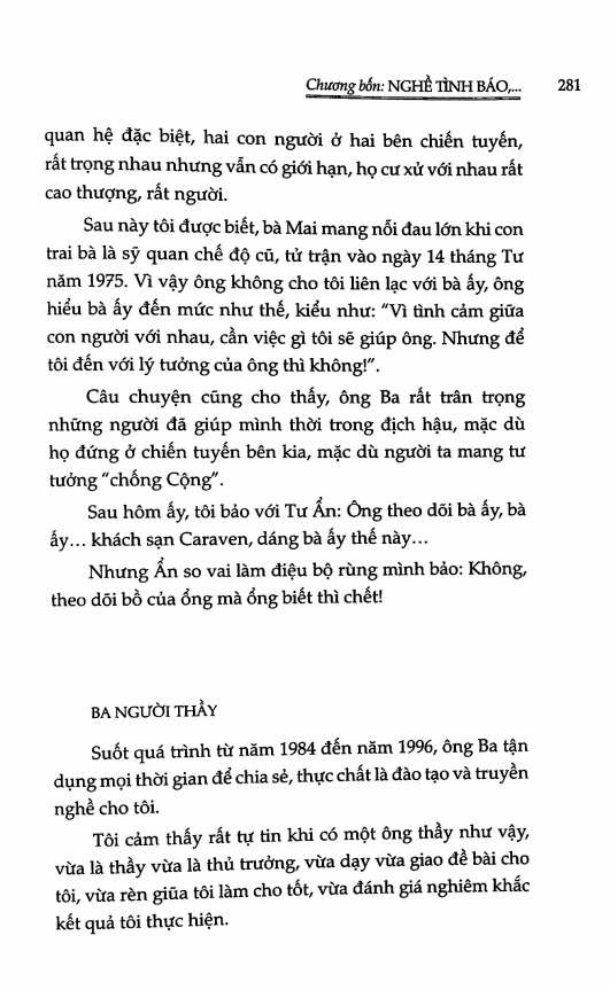 Chương bốn: NGHỀ TÌNH BÁO,... 281
quan hệ đặc biệt, hai con người ở hai bên chiến tuyến,
rất trọng nhau nhưng vẫn có giới hạn, họ cư xử với nhau rất
cao thượng, rất người.
Sau này tôi được biết, bà Mai mang nỗi đau lớn khi con
trai bà là sỹ quan chế độ cũ, tử trận vào ngày 14 tháng Tư
năm 1975. Vì vậy ông không cho tôi liên lạc với bà ấy, ông
hiểu bà ấy đến mức như thế, kiểu như: "Vì tình cảm giữa
con người với nhau, cần việc gì tôi sẽ giúp ông. Nhưng để
tôi đến với lý tưởng của ông thì không!".
Câu chuyện cũng cho thấy, ông Ba rất trân trọng
những người đã giúp mình thời trong địch hậu, mặc dù
họ đứng ở chiến tuyến bên kia, mặc dù người ta mang tư
tưởng "chống Cộng".
Sau hôm ấy, tôi bảo với Tư Ẩn: Ông theo dõi bà ấy, bà
ấy... khách sạn Caraven, dáng bà ấy thế này...
Nhưng Ẩn so vai làm điệu bộ rùng mình bảo: Không,
theo dõi bồ của ổng mà ổng biết thì chết!
BA NGƯỜI THẦY
Suốt quá trình từ năm 1984 đến năm 1996, ông Ba tận
dụng mọi thời gian để chia sẻ, thực chất là đào tạo và truyền
nghề cho tôi.
Tôi cảm thấy rất tự tin khi có một ông thầy như vậy,
vừa là thầy vừa là thủ trưởng, vừa dạy vừa giao đề bài cho
tôi, vừa rèn giũa tôi làm cho tốt, vừa đánh giá nghiêm khắc
kết quả tôi thực hiện.